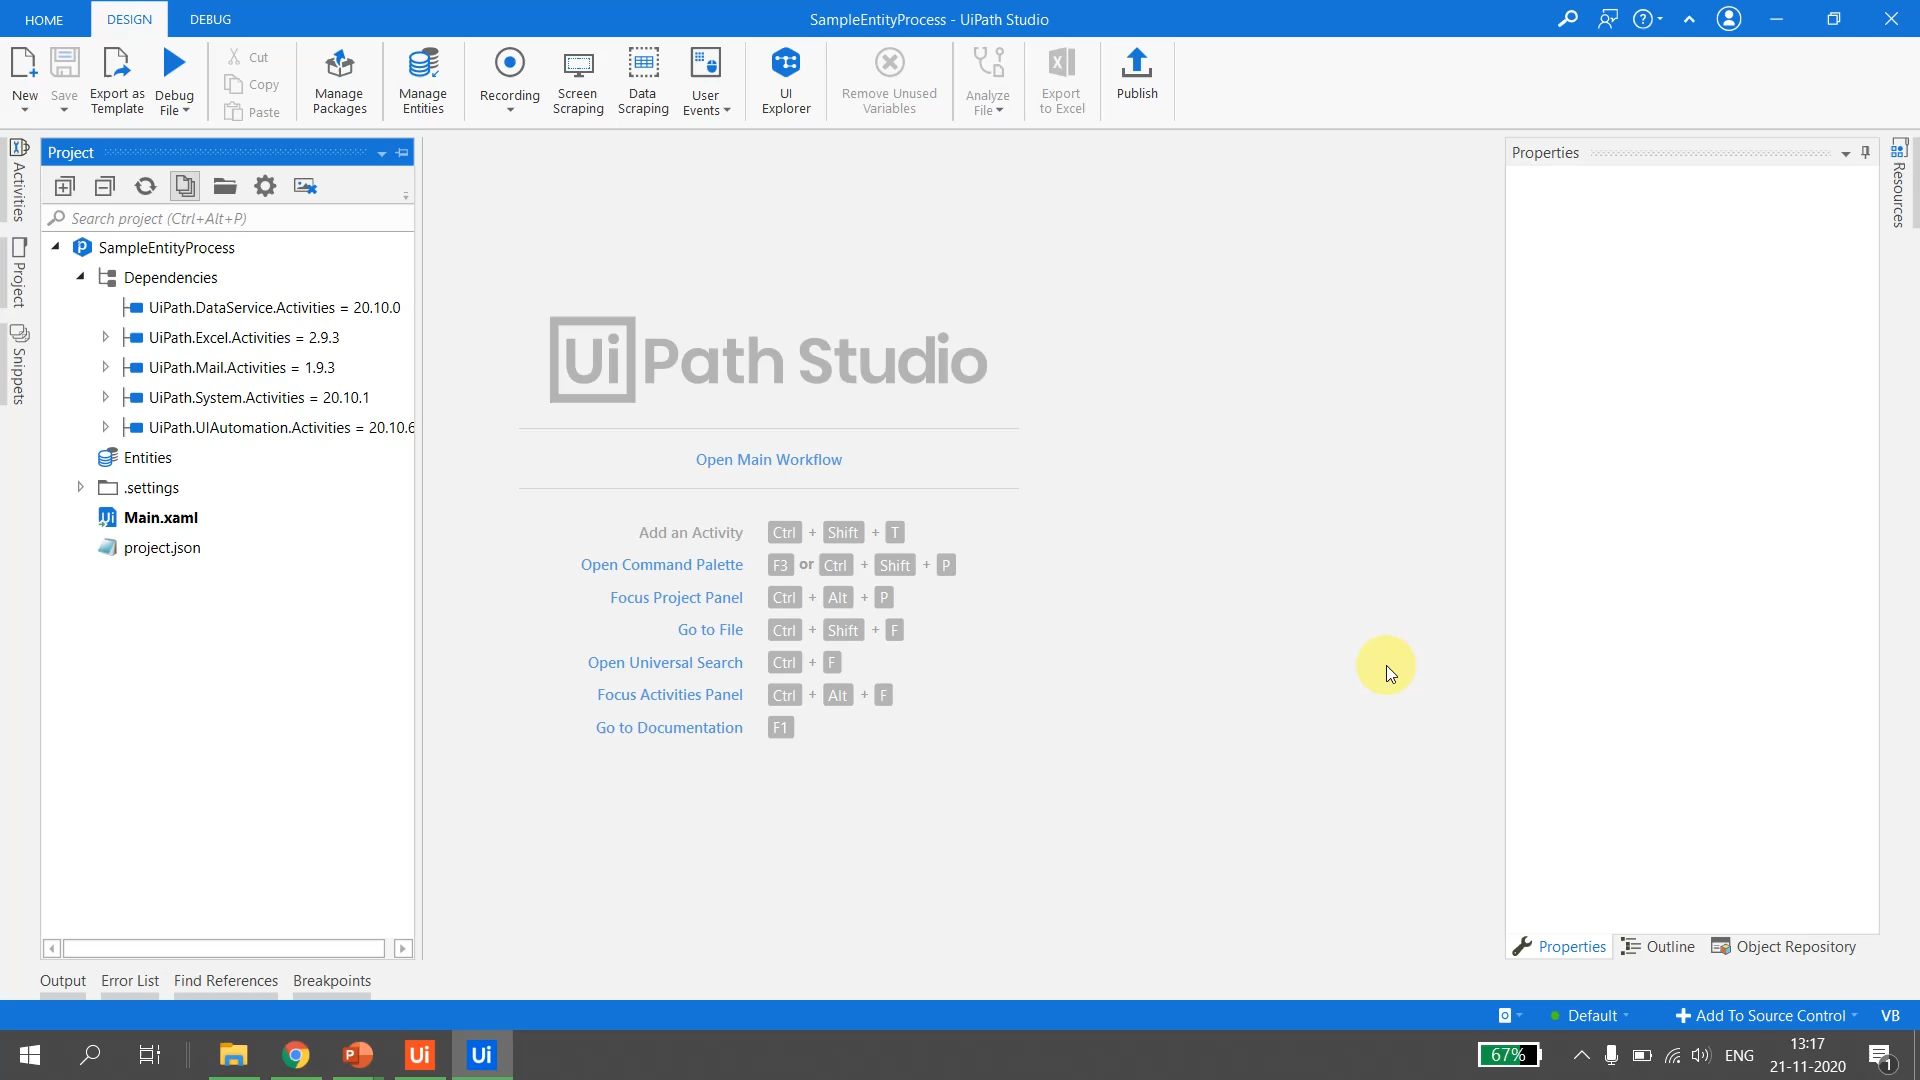 HOME DESIGN DEBUG SampleEntityProcess - UiPath Studio
New
Save
Export as
Template
Debug
File
Cut
Copy
Paste
Manage
Packages
Manage
Entities
Recording
Screen
Scraping
Data
Scraping
User
Events
UI
Explorer
Remove Unused
Variables
Analyze
File
Export
to Excel
Publish
Activities
Project
Snippets
Project
Search project (Ctrl+Alt+P)
SampleEntityProcess
Dependencies
UiPath.DataService.Activities = 20.10.0
UiPath.Excel.Activities = 2.9.3
UiPath.Mail.Activities = 1.9.3
UiPath.System.Activities = 20.10.1
UiPath.UIAutomation.Activities = 20.10.6
Entities
.settings
Main.xaml
project.json
UiPath Studio
Open Main Workflow
Add an Activity Ctrl + Shift + T
Open Command Palette F3 or Ctrl + Shift + P
Focus Project Panel Ctrl + Alt + P
Go to File Ctrl + Shift + F
Open Universal Search Ctrl + F
Focus Activities Panel Ctrl + Alt + F
Go to Documentation F1
Properties
Resources
Properties Outline Object Repository
Output Error List Find References Breakpoints
Default Add To Source Control VB
Ui Ui
67% ENG
13:17
21-11-2020
1